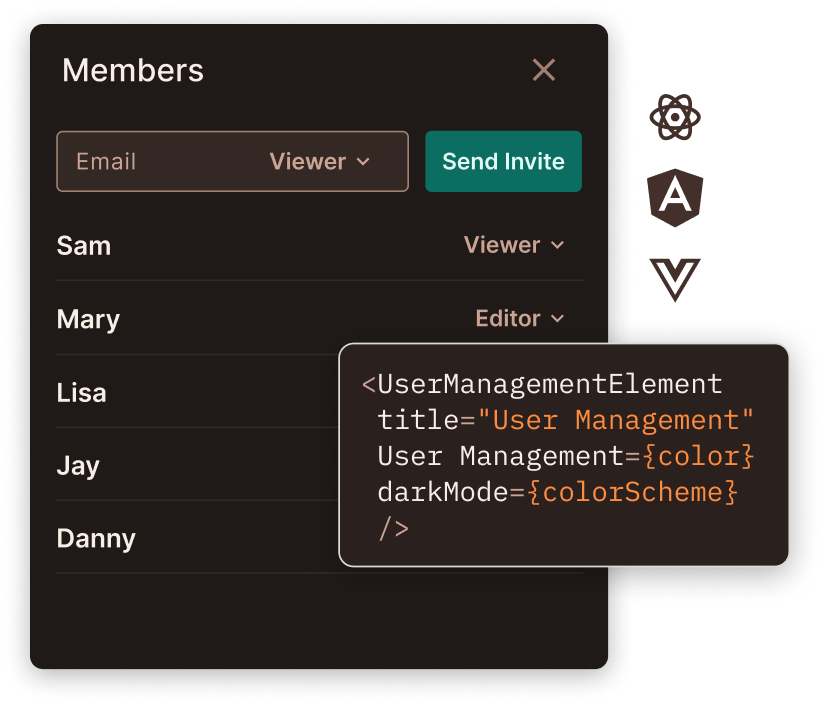 Members
Email Viewer Send Invite
Sam Viewer
Mary Editor
Lisa
Jay
Danny
<UserManagementElement
title="User Management"
User Management={color}
darkMode={colorScheme}
/>